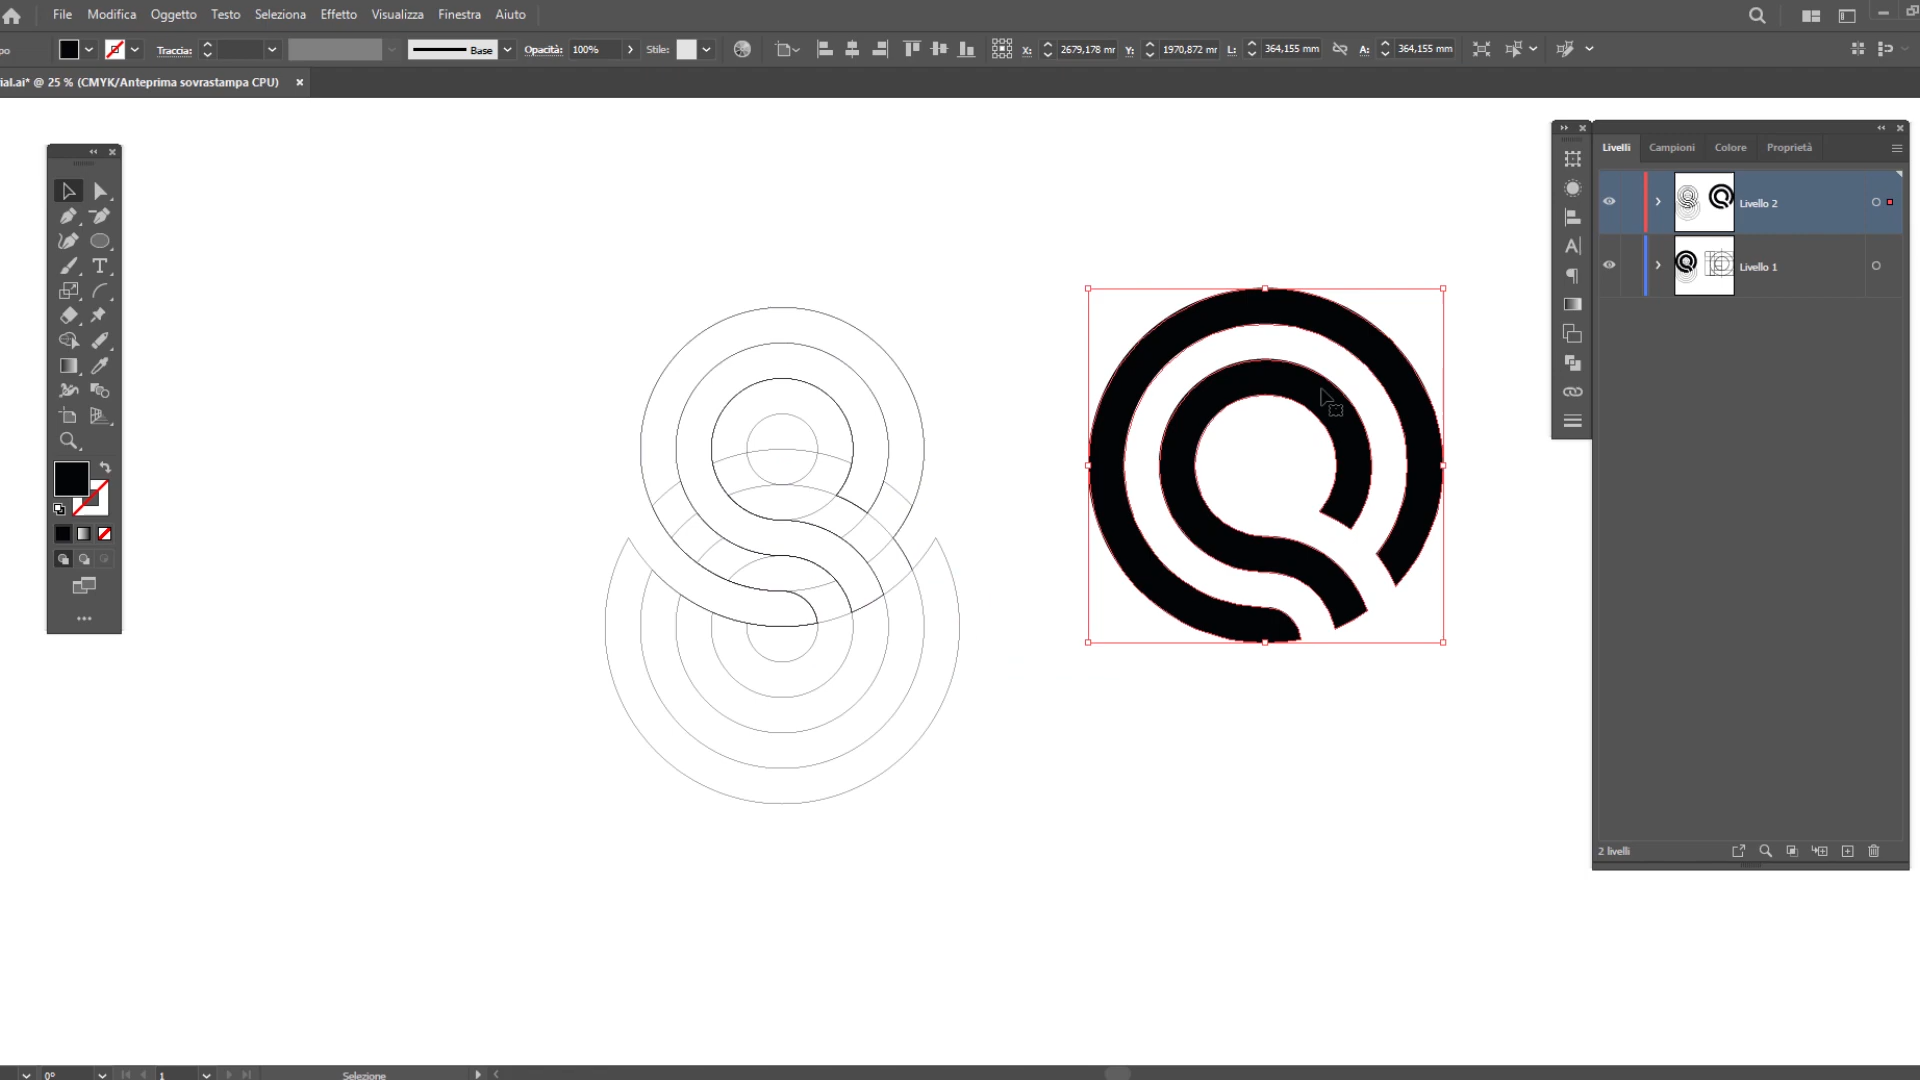 File Modifica Oggetto Testo Seleziona Effetto Visualizza Finestra Aiuto
po Traccia: Base Opacità: 100% Stile: X: 2679,178 mr Y: 1970,872 mr L: 364,155 mm A: 364,155 mm
ial.ai* @ 25 % (CMYK/Anteprima sovrastampa CPU)
Livelli Campioni Colore Proprietà
Livello 2
Livello 1
2 livelli
0° 1 Selezione